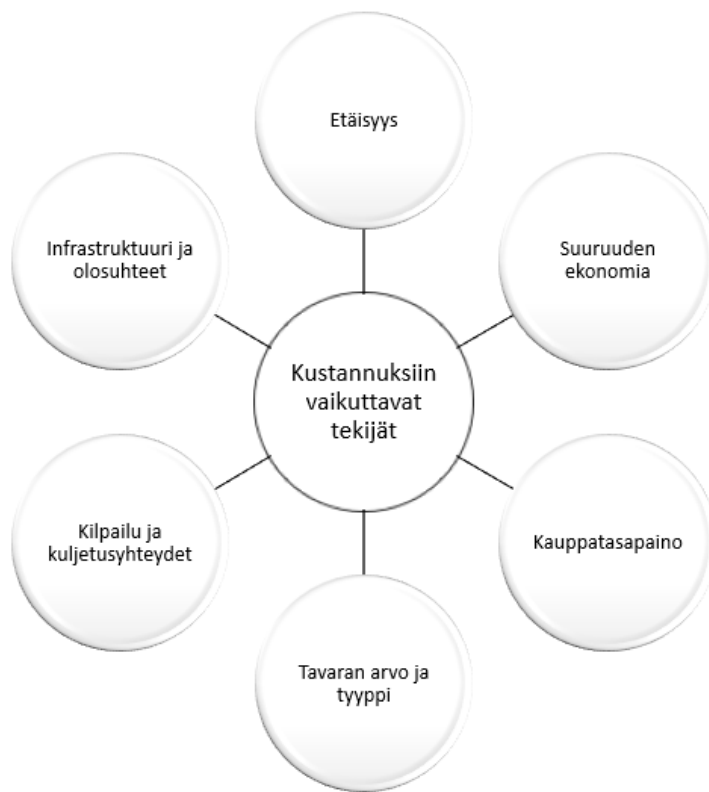 Etäisyys
Infrastruktuuri ja
olosuhteet
Suuruuden
ekonomia
Kustannuksiin
vaikuttavat
tekijät
Kilpailu ja
kuljetusyhteydet
Kauppatasapaino
Tavaran arvo ja
tyyppi